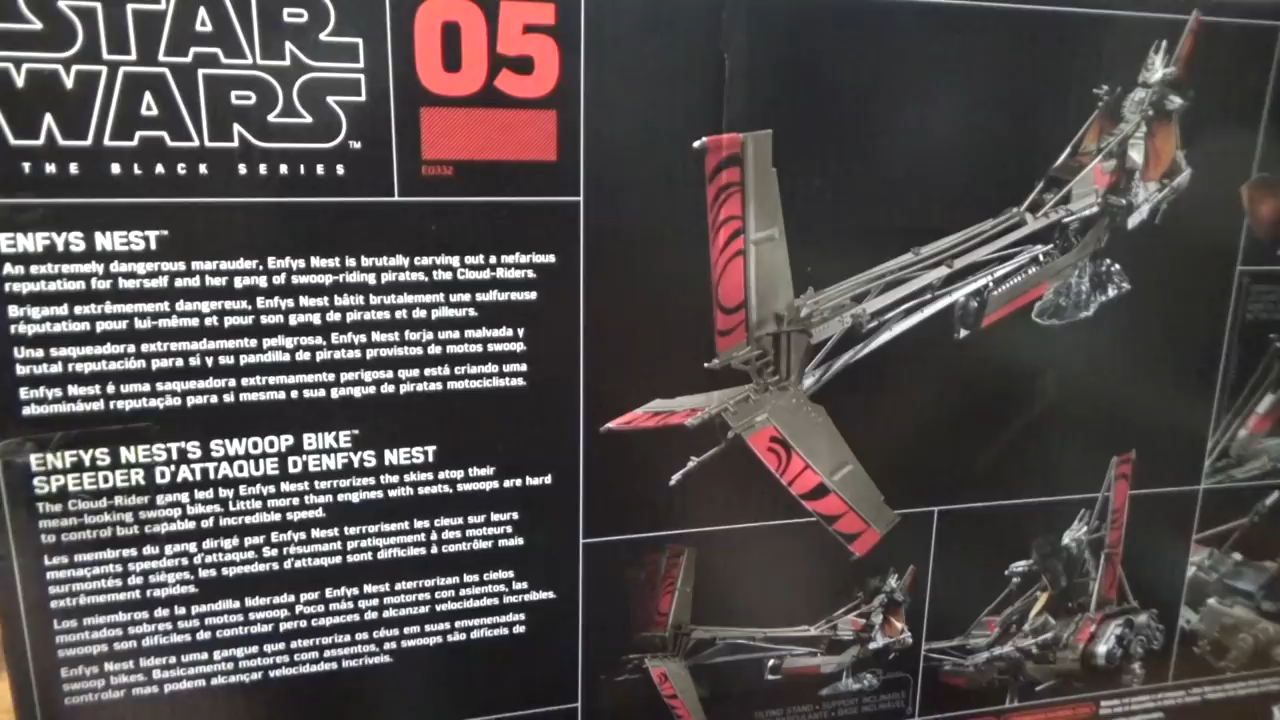 STAR
WARS™
THE BLACK SERIES
05
E0332
ENFYS NEST™
An extremely dangerous marauder, Enfys Nest is brutally carving out a nefarious
reputation for herself and her gang of swoop-riding pirates, the Cloud-Riders.
Brigand extrêmement dangereux, Enfys Nest bâtit brutalement une sulfureuse
réputation pour lui-même et pour son gang de pirates et de pilleurs.
Una saqueadora extremadamente peligrosa, Enfys Nest forja una malvada y
brutal reputación para sí y su pandilla de piratas provistos de motos swoop.
Enfys Nest é uma saqueadora extremamente perigosa que está criando uma
abominável reputação para si mesma e sua gangue de piratas motociclistas.
ENFYS NEST'S SWOOP BIKE™
SPEEDER D'ATTAQUE D'ENFYS NEST
The Cloud-Rider gang led by Enfys Nest terrorizes the skies atop their
mean-looking swoop bikes. Little more than engines with seats, swoops are hard
to control but capable of incredible speed.
Les membres du gang dirigé par Enfys Nest terrorisent les cieux sur leurs
menaçants speeders d'attaque. Se résumant pratiquement à des moteurs
surmontés de sièges, les speeders d'attaque sont difficiles à contrôler mais
extrêmement rapides.
Los miembros de la pandilla liderada por Enfys Nest aterrorizan los cielos
montados sobre sus motos swoop. Poco más que motores con asientos, las
swoops son difíciles de controlar pero capaces de alcanzar velocidades increíbles.
Enfys Nest lidera uma gangue que aterroriza os céus em suas envenenadas
swoop bikes. Basicamente motores com assentos, as swoops são difíceis de
controlar mas podem alcançar velocidades incríveis.
TILTING STAND • SUPPORT INCLINABLE
BASE INCLINÁVEL